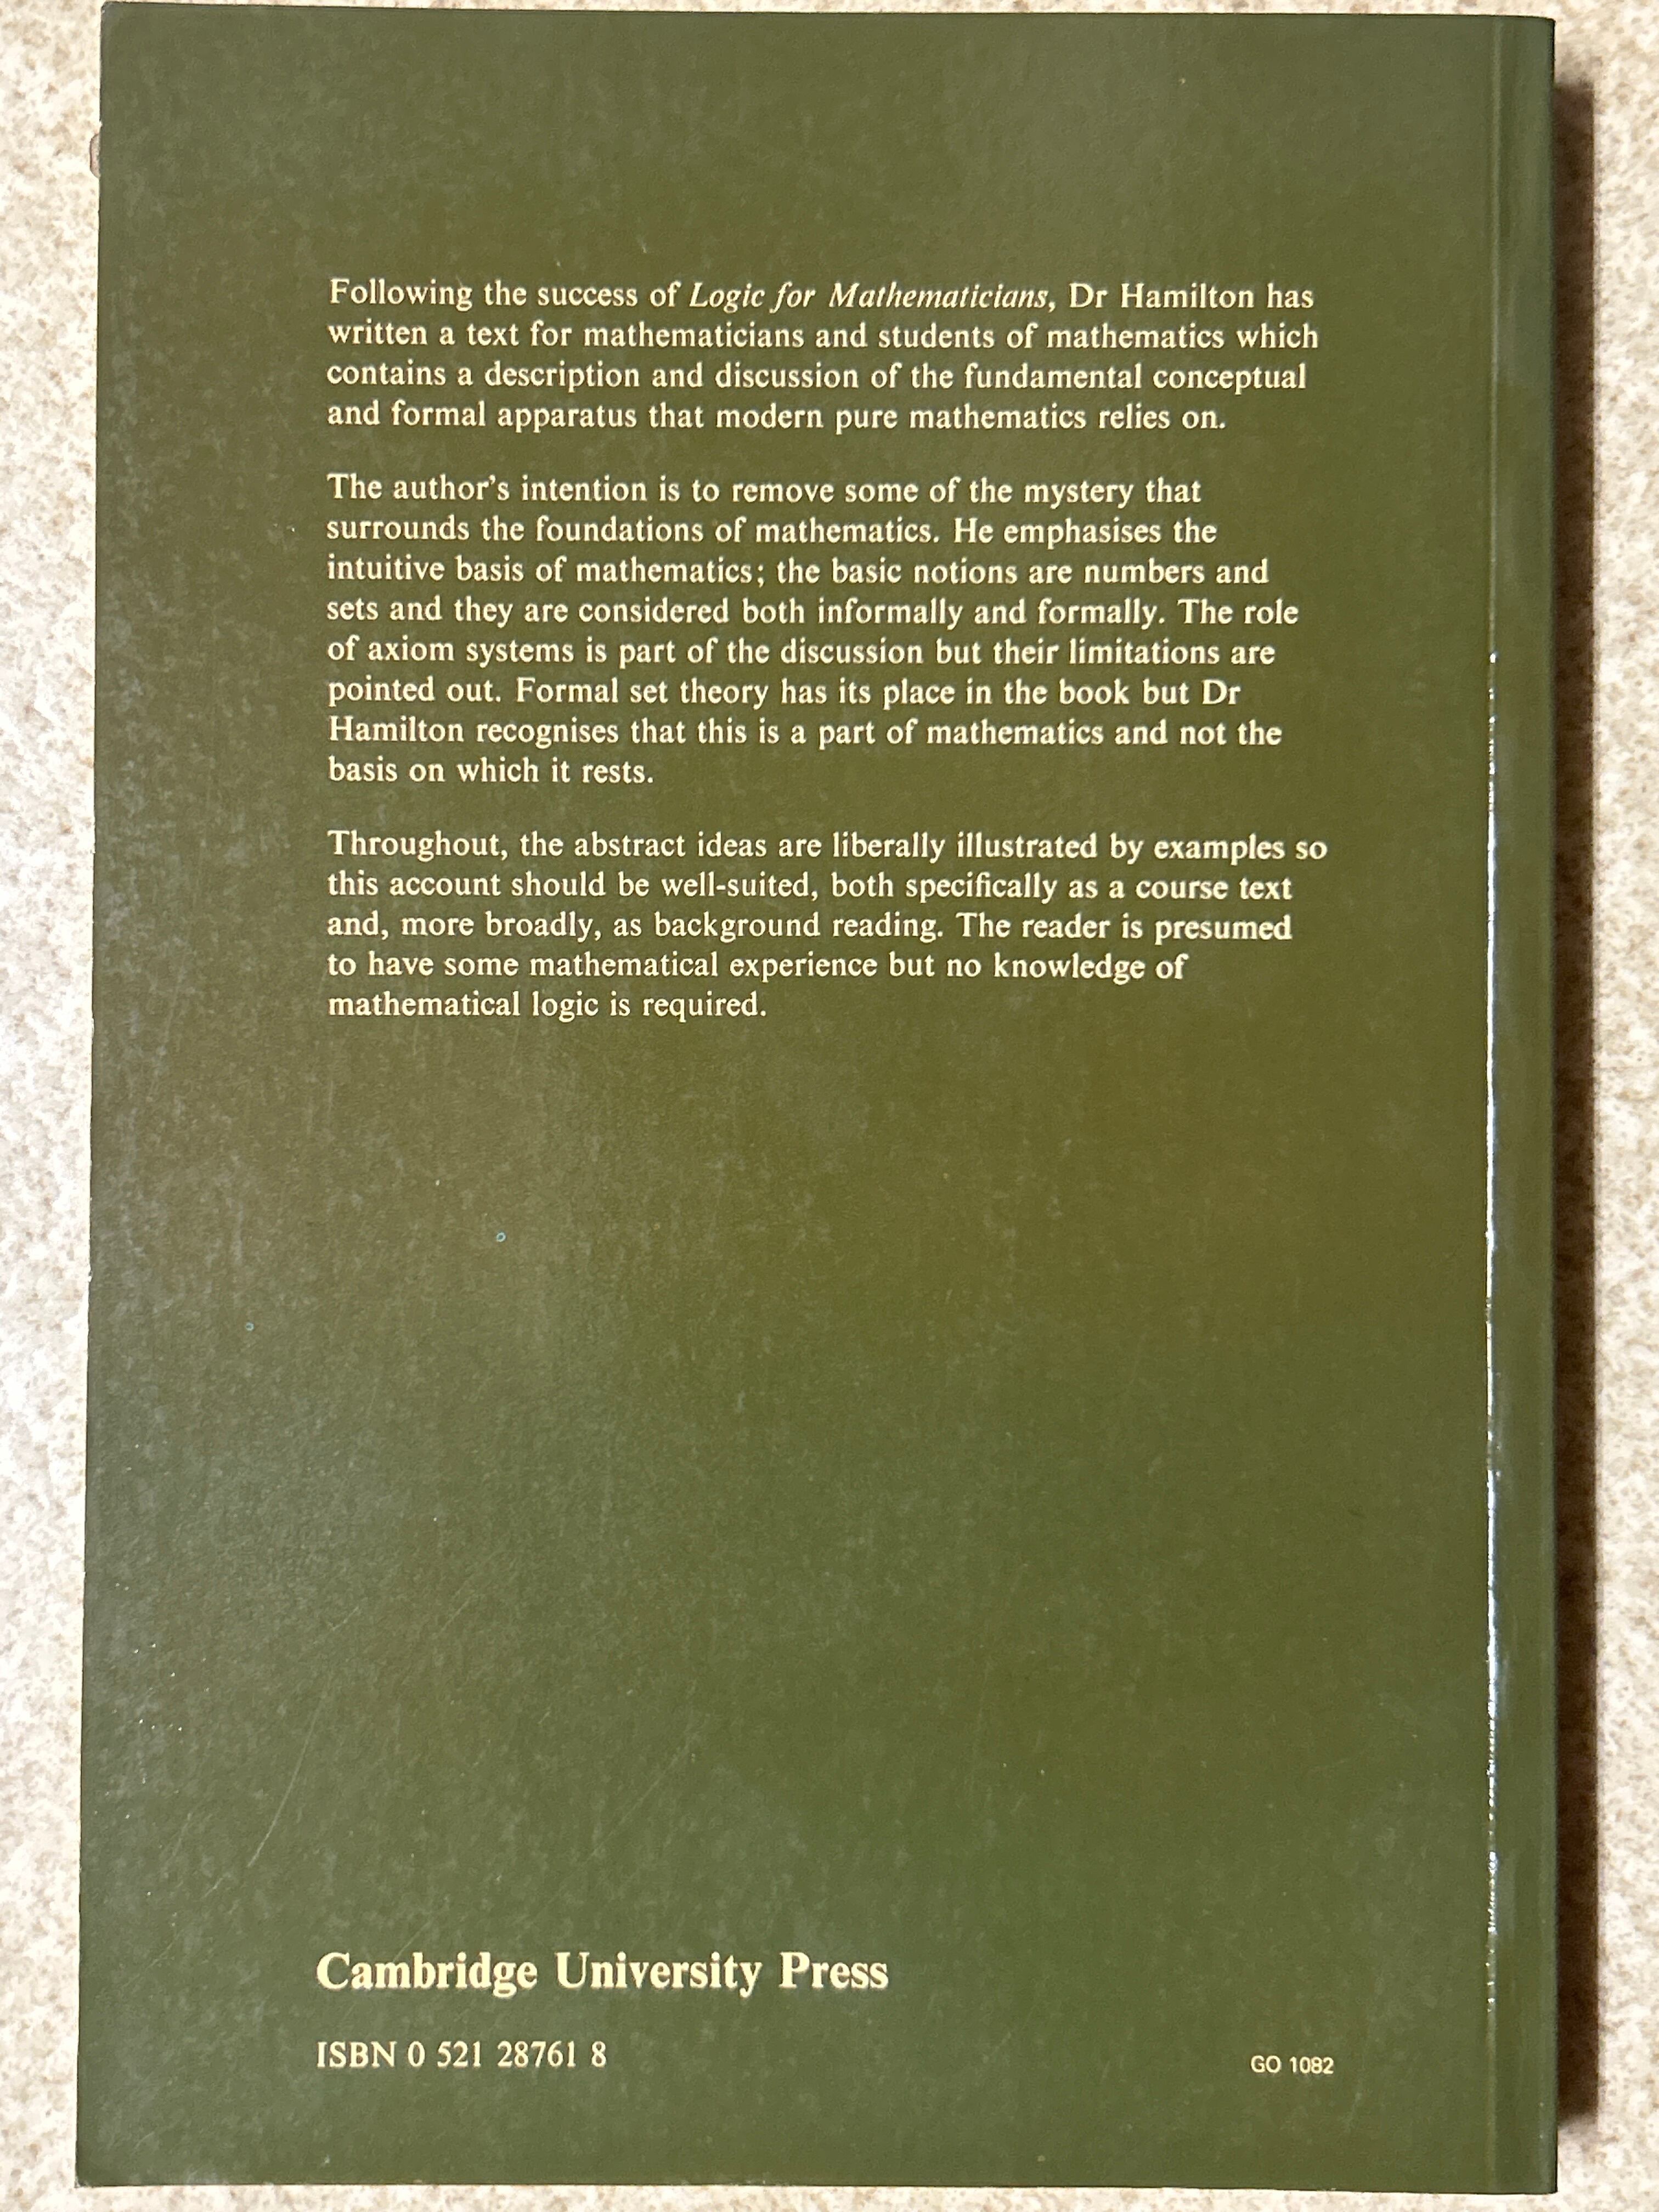 Following the success of Logic for Mathematicians, Dr Hamilton has
written a text for mathematicians and students of mathematics which
contains a description and discussion of the fundamental conceptual
and formal apparatus that modern pure mathematics relies on.
The author's intention is to remove some of the mystery that
surrounds the foundations of mathematics. He emphasises the
intuitive basis of mathematics; the basic notions are numbers and
sets and they are considered both informally and formally. The role
of axiom systems is part of the discussion but their limitations are
pointed out. Formal set theory has its place in the book but Dr
Hamilton recognises that this is a part of mathematics and not the
basis on which it rests.
Throughout, the abstract ideas are liberally illustrated by examples so
this account should be well-suited, both specifically as a course text
and, more broadly, as background reading. The reader is presumed
to have some mathematical experience but no knowledge of
mathematical logic is required.
Cambridge University Press
ISBN 0 521 28761 8
GO 1082